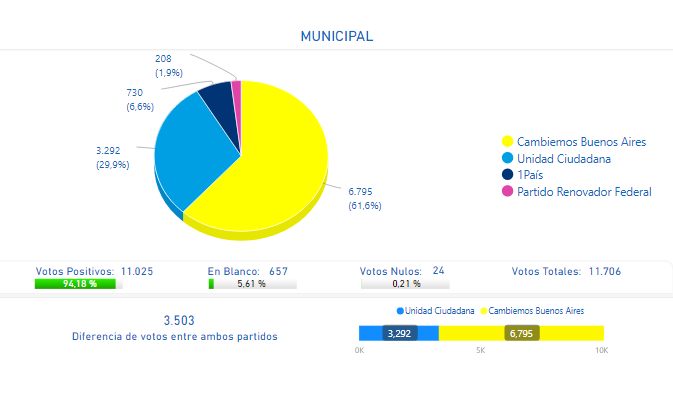 MUNICIPAL
208
(1,9%)
730
(6,6%)
3.292
(29,9%)
6.795
(61,6%)
Cambiemos Buenos Aires
Unidad Ciudadana
1País
Partido Renovador Federal
Votos Positivos: 11.025
94,18 %
En Blanco: 657
5,61 %
Votos Nulos: 24
0,21 %
Votos Totales: 11.706
3.503
Diferencia de votos entre ambos partidos
Unidad Ciudadana Cambiemos Buenos Aires
3,292 6,795
0K 5K 10K